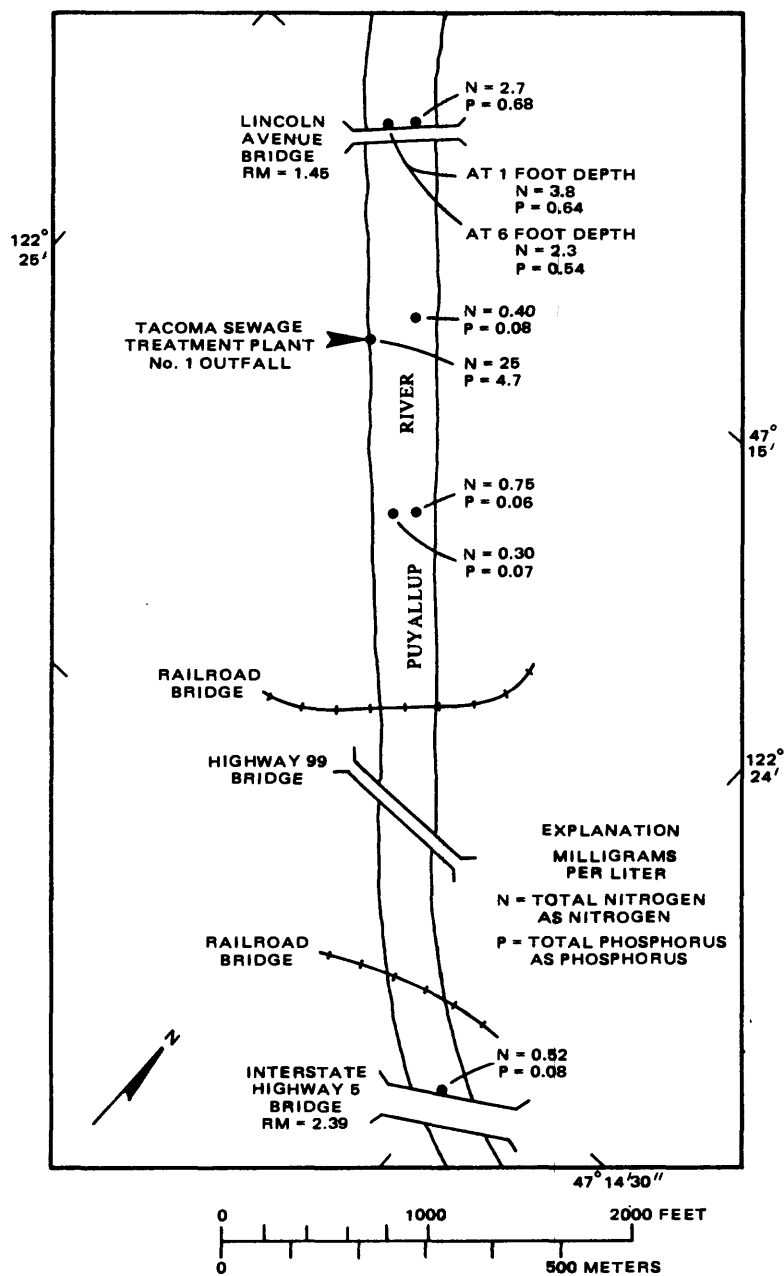 N = 2.7
P = 0.68
LINCOLN
AVENUE
BRIDGE
RM = 1.45
AT 1 FOOT DEPTH
N = 3.8
P = 0.64
AT 6 FOOT DEPTH
N = 2.3
P = 0.54
122°
25'
N = 0.40
P = 0.08
TACOMA SEWAGE
TREATMENT PLANT
No. 1 OUTFALL
N = 25
P = 4.7
RIVER
47°
15'
N = 0.75
P = 0.06
N = 0.30
P = 0.07
PUYALLUP
RAILROAD
BRIDGE
HIGHWAY 99
BRIDGE
122°
24'
EXPLANATION
MILLIGRAMS
PER LITER
N = TOTAL NITROGEN
AS NITROGEN
P = TOTAL PHOSPHORUS
AS PHOSPHORUS
RAILROAD
BRIDGE
N
N = 0.52
P = 0.08
INTERSTATE
HIGHWAY 5
BRIDGE
RM = 2.39
47° 14'30"
0 1000 2000 FEET
0 500 METERS